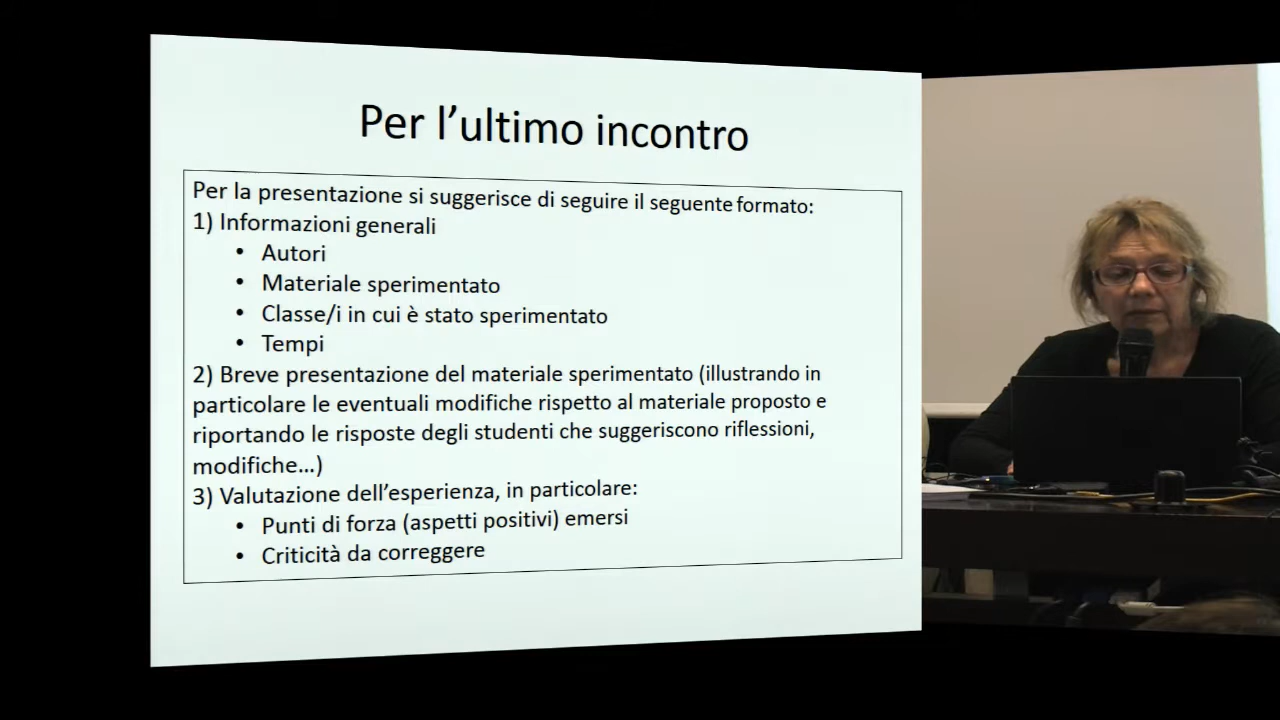 Per l'ultimo incontro
Per la presentazione si suggerisce di seguire il seguente formato:
1) Informazioni generali
• Autori
• Materiale sperimentato
• Classe/i in cui è stato sperimentato
• Tempi
2) Breve presentazione del materiale sperimentato (illustrando in
particolare le eventuali modifiche rispetto al materiale proposto e
riportando le risposte degli studenti che suggeriscono riflessioni,
modifiche…)
3) Valutazione dell'esperienza, in particolare:
• Punti di forza (aspetti positivi) emersi
• Criticità da correggere